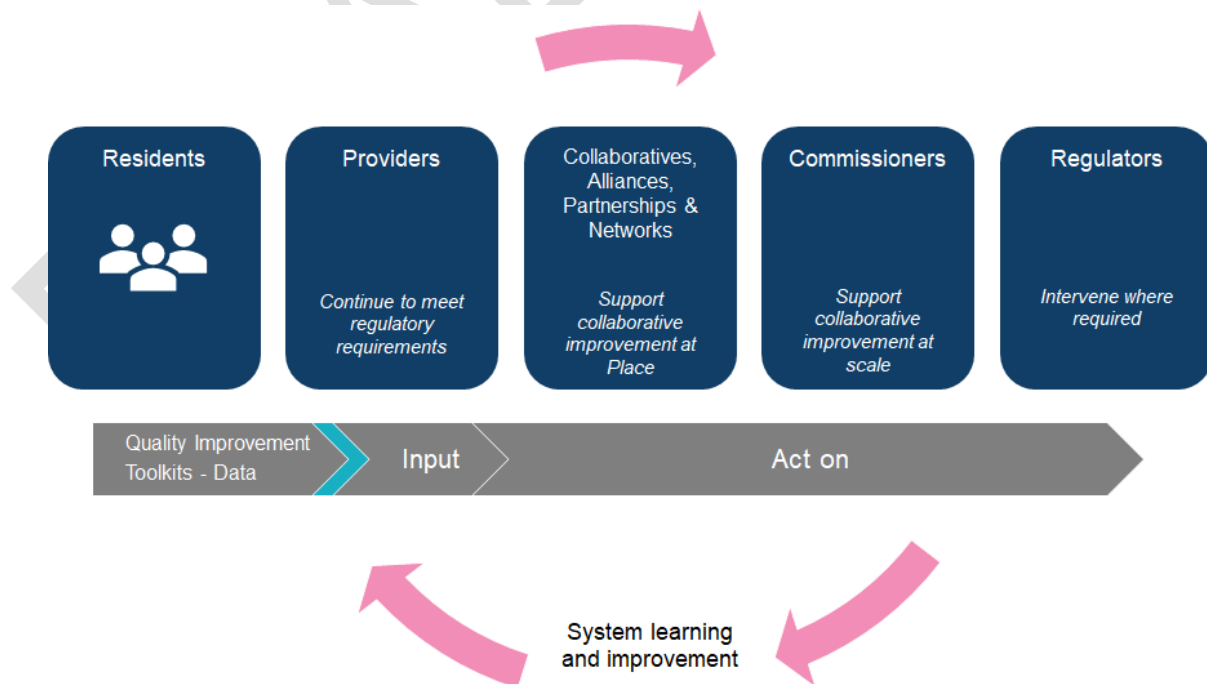 Residents
Providers
Continue to meet
regulatory
requirements
Collaboratives,
Alliances,
Partnerships &
Networks
Support
collaborative
improvement at
Place
Commissioners
Support
collaborative
improvement at
scale
Regulators
Intervene where
required
Quality Improvement
Toolkits - Data
Input
Act on
System learning
and improvement